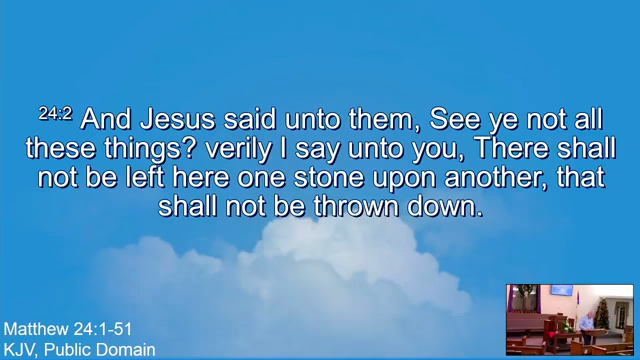 24:2 And Jesus said unto them, See ye not all
these things? verily I say unto you, There shall
not be left here one stone upon another, that
shall not be thrown down.
Matthew 24:1-51
KJV, Public Domain